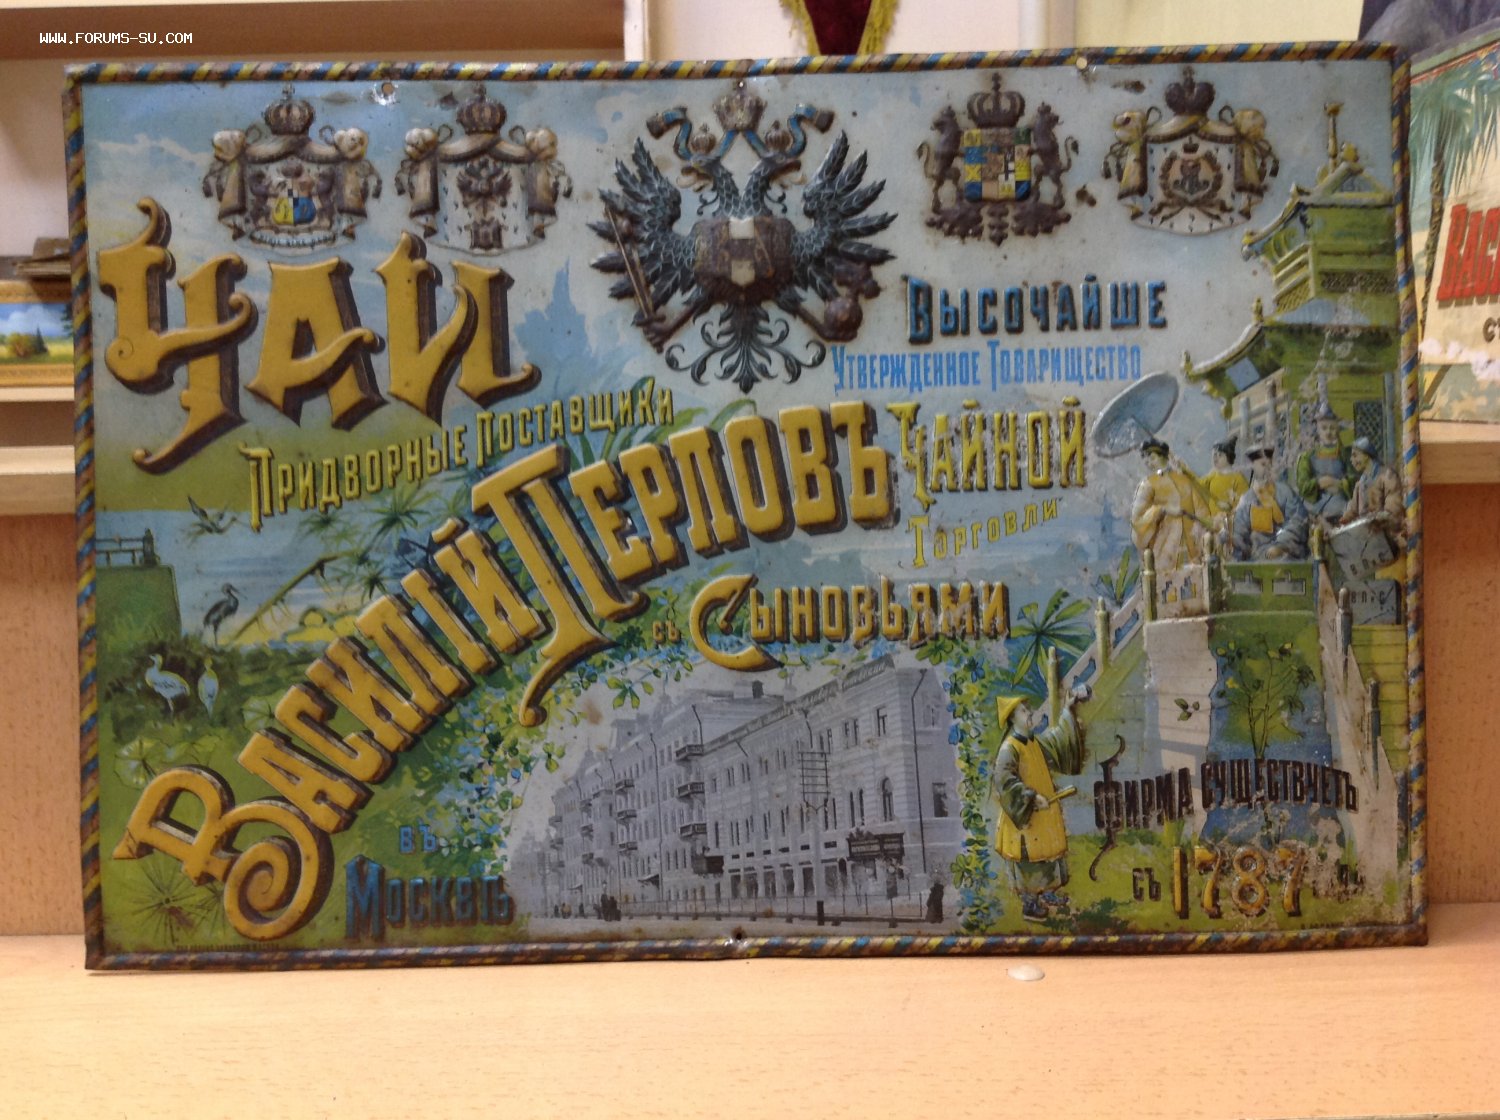 WWW.FORUMS-SU.COM
ЧАЙ
ПРИДВОРНЫЕ ПОСТАВЩИКИ
ВАСИЛІЙ ПЕРЛОВЪ
съ СЫНОВЬЯМИ
ВЫСОЧАЙШЕ
УТВЕРЖДЕННОЕ ТОВАРИЩЕСТВО
ЧАЙНОЙ
ТОРГОВЛИ
ВЪ
МОСКВѢ
ФИРМА СУЩЕСТВУЕТЪ
СЪ 1787